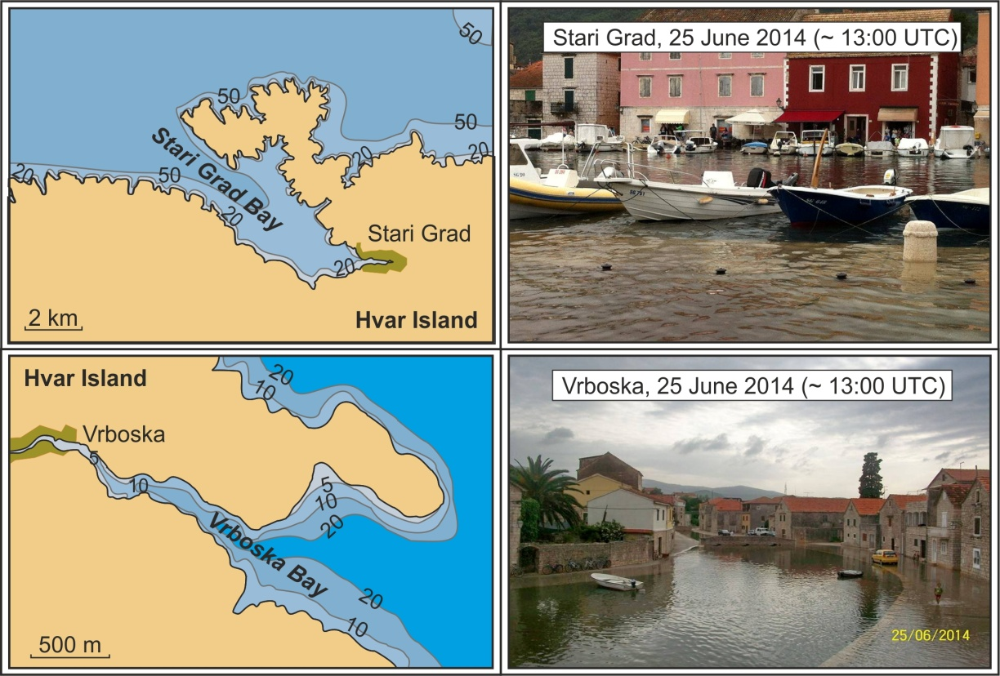 50
50
50
20
20
Stari Grad Bay
20
50
20
Stari Grad
20
2 km
Hvar Island
Stari Grad, 25 June 2014 (~ 13:00 UTC)
Hvar Island
20
10
Vrboska
5
10
5
10
20
Vrboska Bay
20
10
500 m
Vrboska, 25 June 2014 (~ 13:00 UTC)
25/06/2014